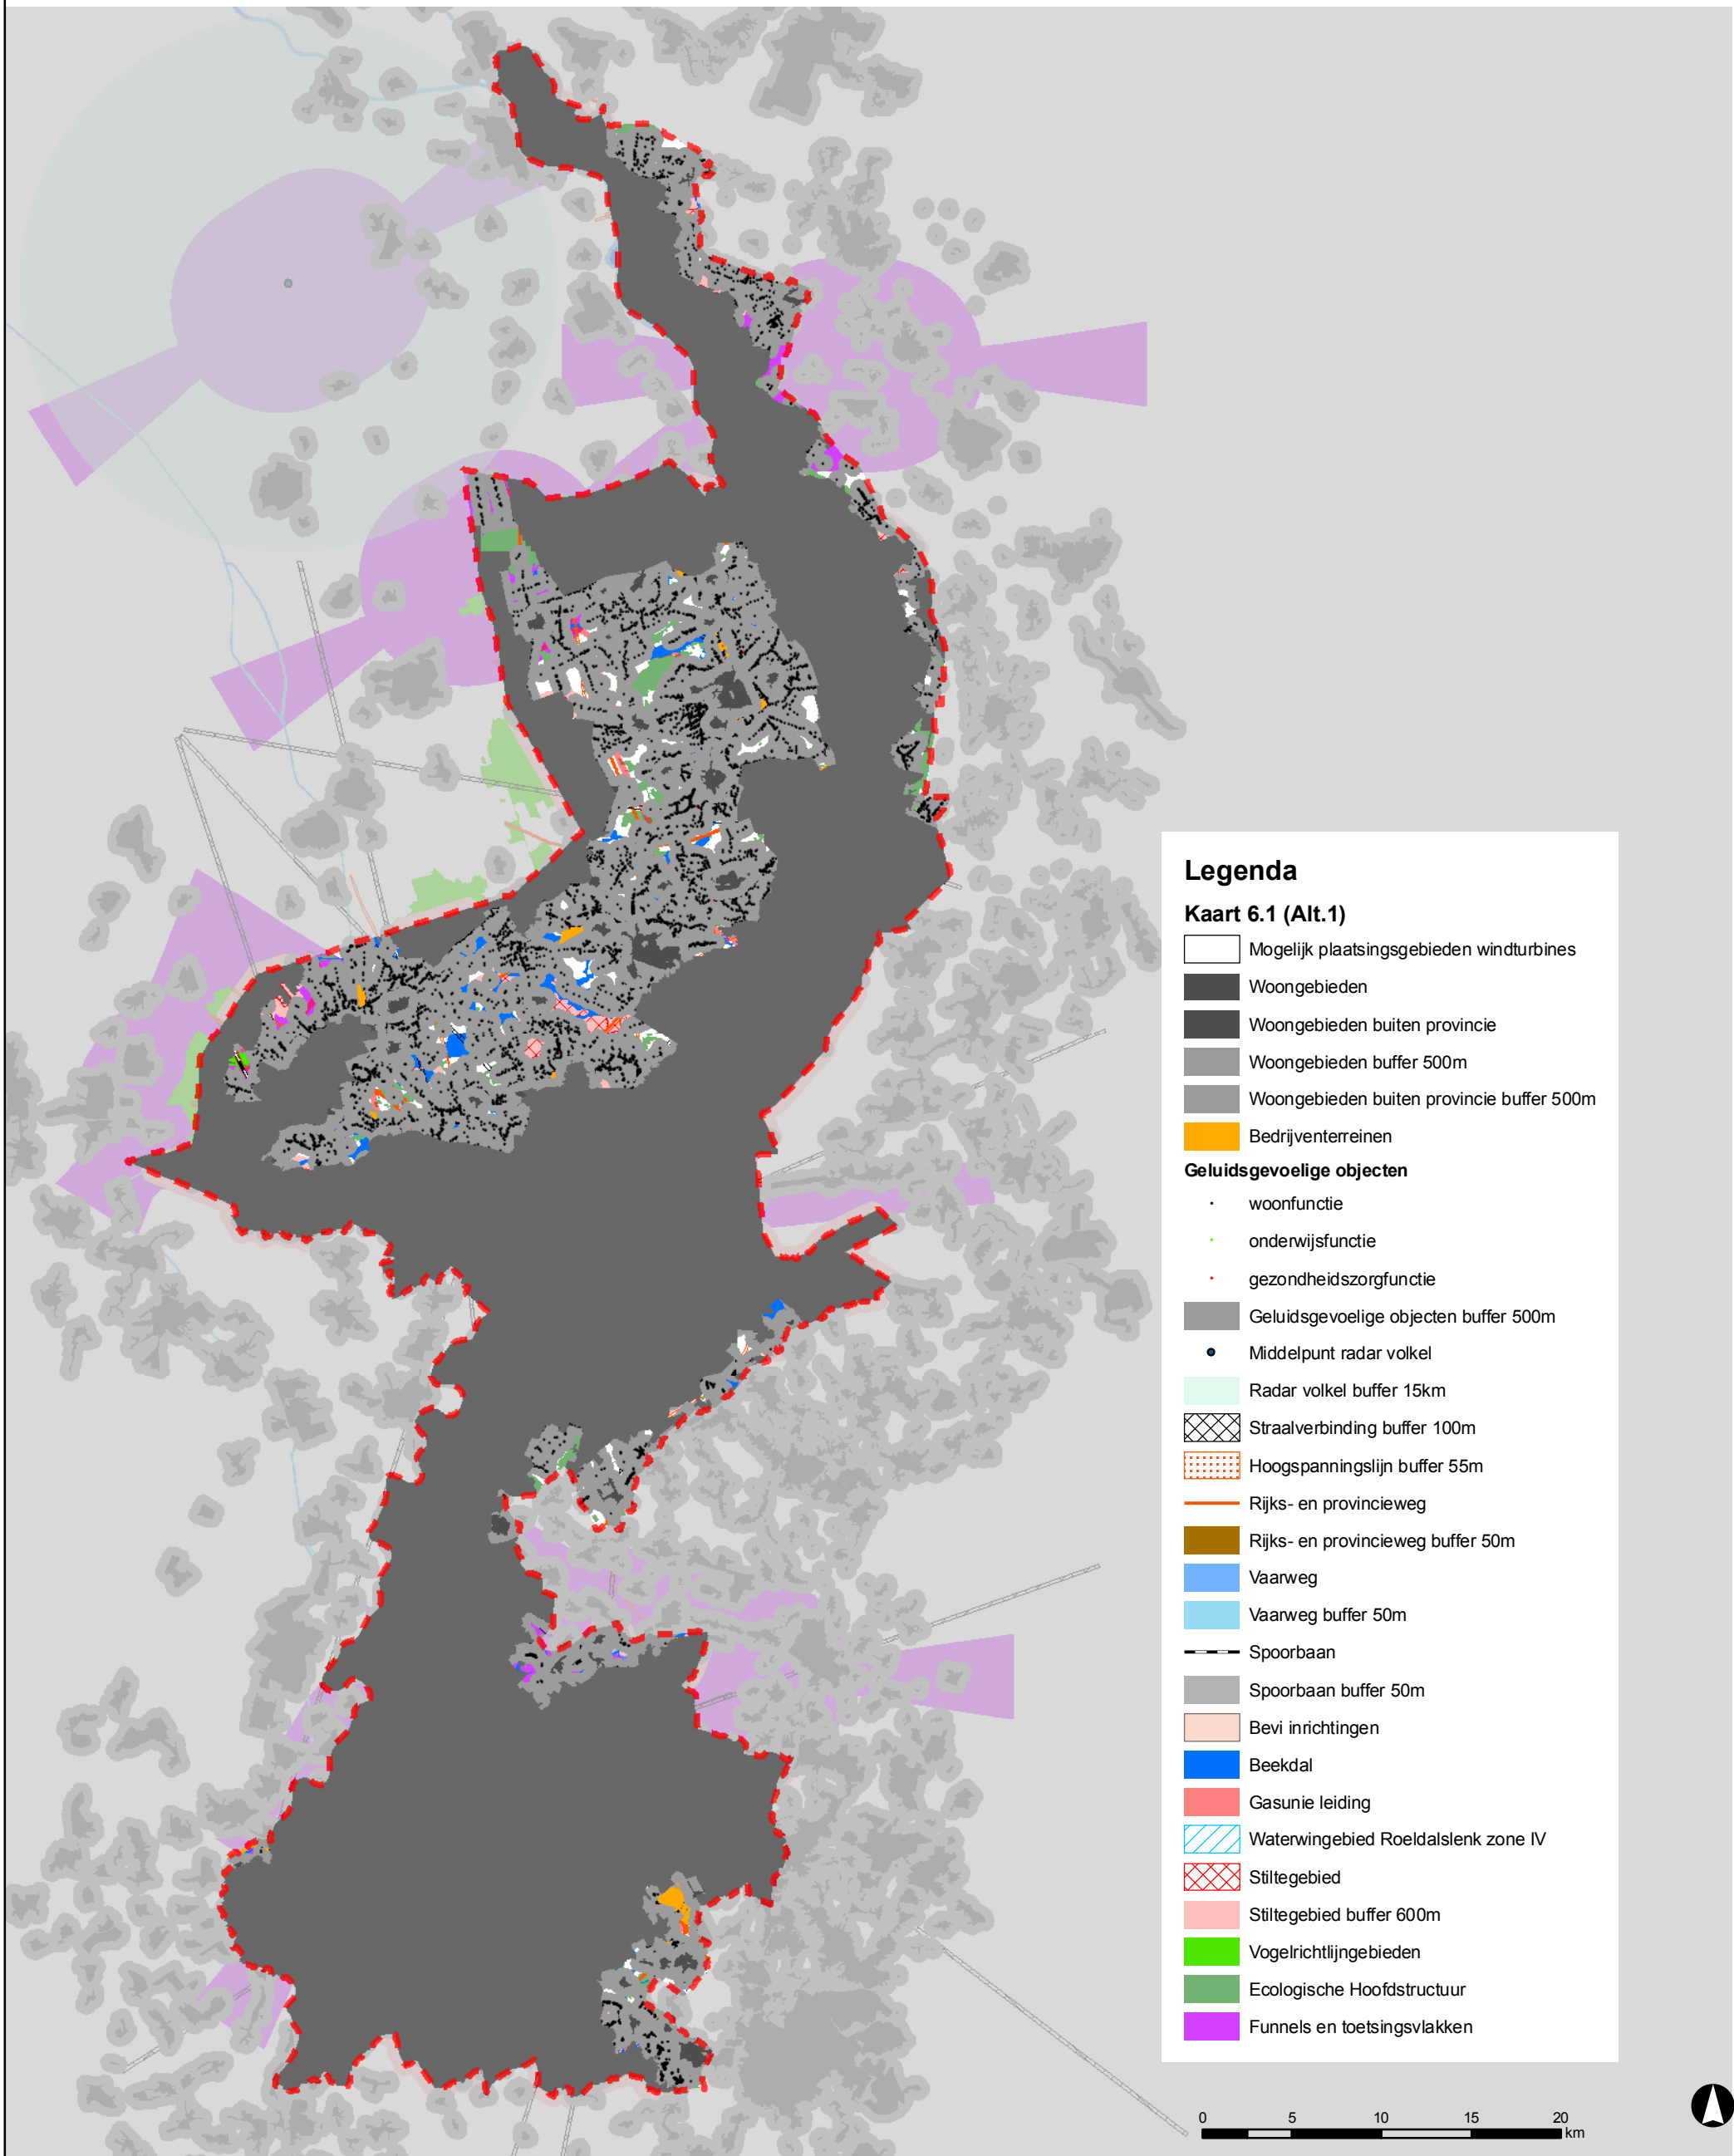 Legenda
Kaart 6.1 (Alt.1)
Mogelijk plaatsingsgebieden windturbines
Woongebieden
Woongebieden buiten provincie
Woongebieden buffer 500m
Woongebieden buiten provincie buffer 500m
Bedrijventerreinen
Geluidsgevoelige objecten
woonfunctie
onderwijsfunctie
gezondheidszorgfunctie
Geluidsgevoelige objecten buffer 500m
Middelpunt radar volkel
Radar volkel buffer 15km
Straalverbinding buffer 100m
Hoogspanningslijn buffer 55m
Rijks- en provincieweg
Rijks- en provincieweg buffer 50m
Vaarweg
Vaarweg buffer 50m
Spoorbaan
Spoorbaan buffer 50m
Bevi inrichtingen
Beekdal
Gasunie leiding
Waterwingebied Roeldalslenk zone IV
Stiltegebied
Stiltegebied buffer 600m
Vogelrichtlijngebieden
Ecologische Hoofdstructuur
Funnels en toetsingsvlakken
0 5 10 15 20
km